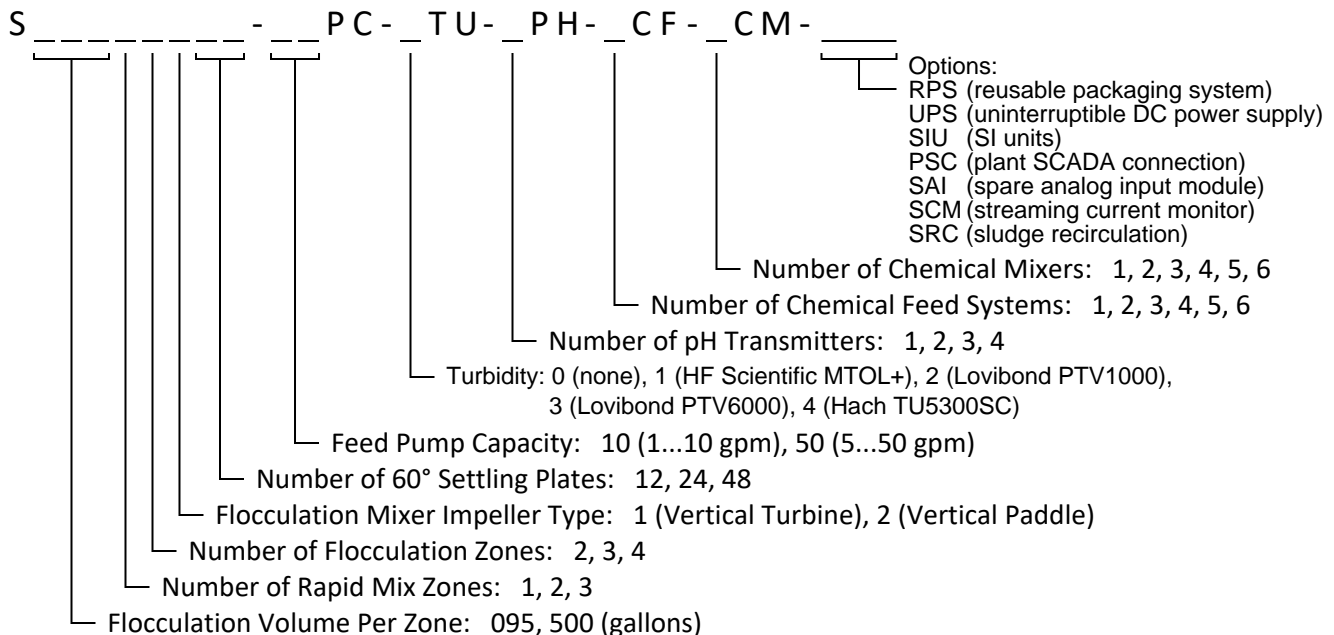 S _ _ _ _ _ _ _ _ - _ _ P C - _ T U - _ P H - _ C F - _ C M - _ _ _
Options:
RPS (reusable packaging system)
UPS (uninterruptible DC power supply)
SIU (SI units)
PSC (plant SCADA connection)
SAI (spare analog input module)
SCM (streaming current monitor)
SRC (sludge recirculation)
Number of Chemical Mixers: 1, 2, 3, 4, 5, 6
Number of Chemical Feed Systems: 1, 2, 3, 4, 5, 6
Number of pH Transmitters: 1, 2, 3, 4
Turbidity: 0 (none), 1 (HF Scientific MTOL+), 2 (Lovibond PTV1000),
3 (Lovibond PTV6000), 4 (Hach TU5300SC)
Feed Pump Capacity: 10 (1...10 gpm), 50 (5...50 gpm)
Number of 60° Settling Plates: 12, 24, 48
Flocculation Mixer Impeller Type: 1 (Vertical Turbine), 2 (Vertical Paddle)
Number of Flocculation Zones: 2, 3, 4
Number of Rapid Mix Zones: 1, 2, 3
Flocculation Volume Per Zone: 095, 500 (gallons)